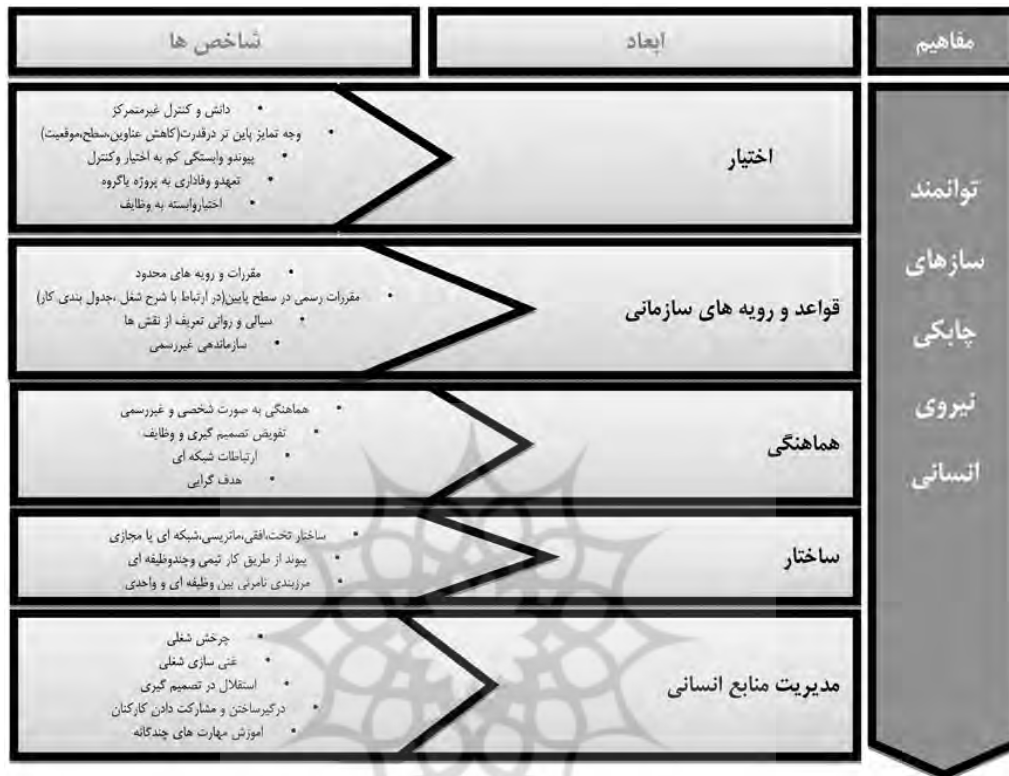 مفاهیم
ابعاد
شاخص ها
توانمند
سازهای
چابکی
نیروی
انسانی
اختیار
• دانش و کنترل غیرمتمرکز
• وجه تمایز پاین تر درقدرت(کاهش عناوین،سطح،موقعیت)
• پیوندو وابستگی کم به اختیار وکنترل
• تعهدو وفاداری به پروژه یاگروه
• اختیاروابسته به وظایف
قواعد و رویه های سازمانی
• مقررات و رویه های محدود
• مقررات رسمی در سطح پایین(در ارتباط با شرح شغل ،جدول بندی کار)
• سیالی و روانی تعریف از نقش ها
• سازماندهی غیررسمی
هماهنگی
• هماهنگی به صورت شخصی و غیررسمی
• تفویض تصمیم گیری و وظایف
• ارتباطات شبکه ای
• هدف گرایی
ساختار
• ساختار تخت،افقی،ماتریسی،شبکه ای یا مجازی
• پیوند از طریق کار تیمی وچندوظیفه ای
• مرزبندی نامرئی بین وظیفه ای و واحدی
مدیریت منابع انسانی
• چرخش شغلی
• غنی سازی شغلی
• استقلال در تصمیم گیری
• درگیرساختن و مشارکت دادن کارکنان
• اموزش مهارت های چندگانه